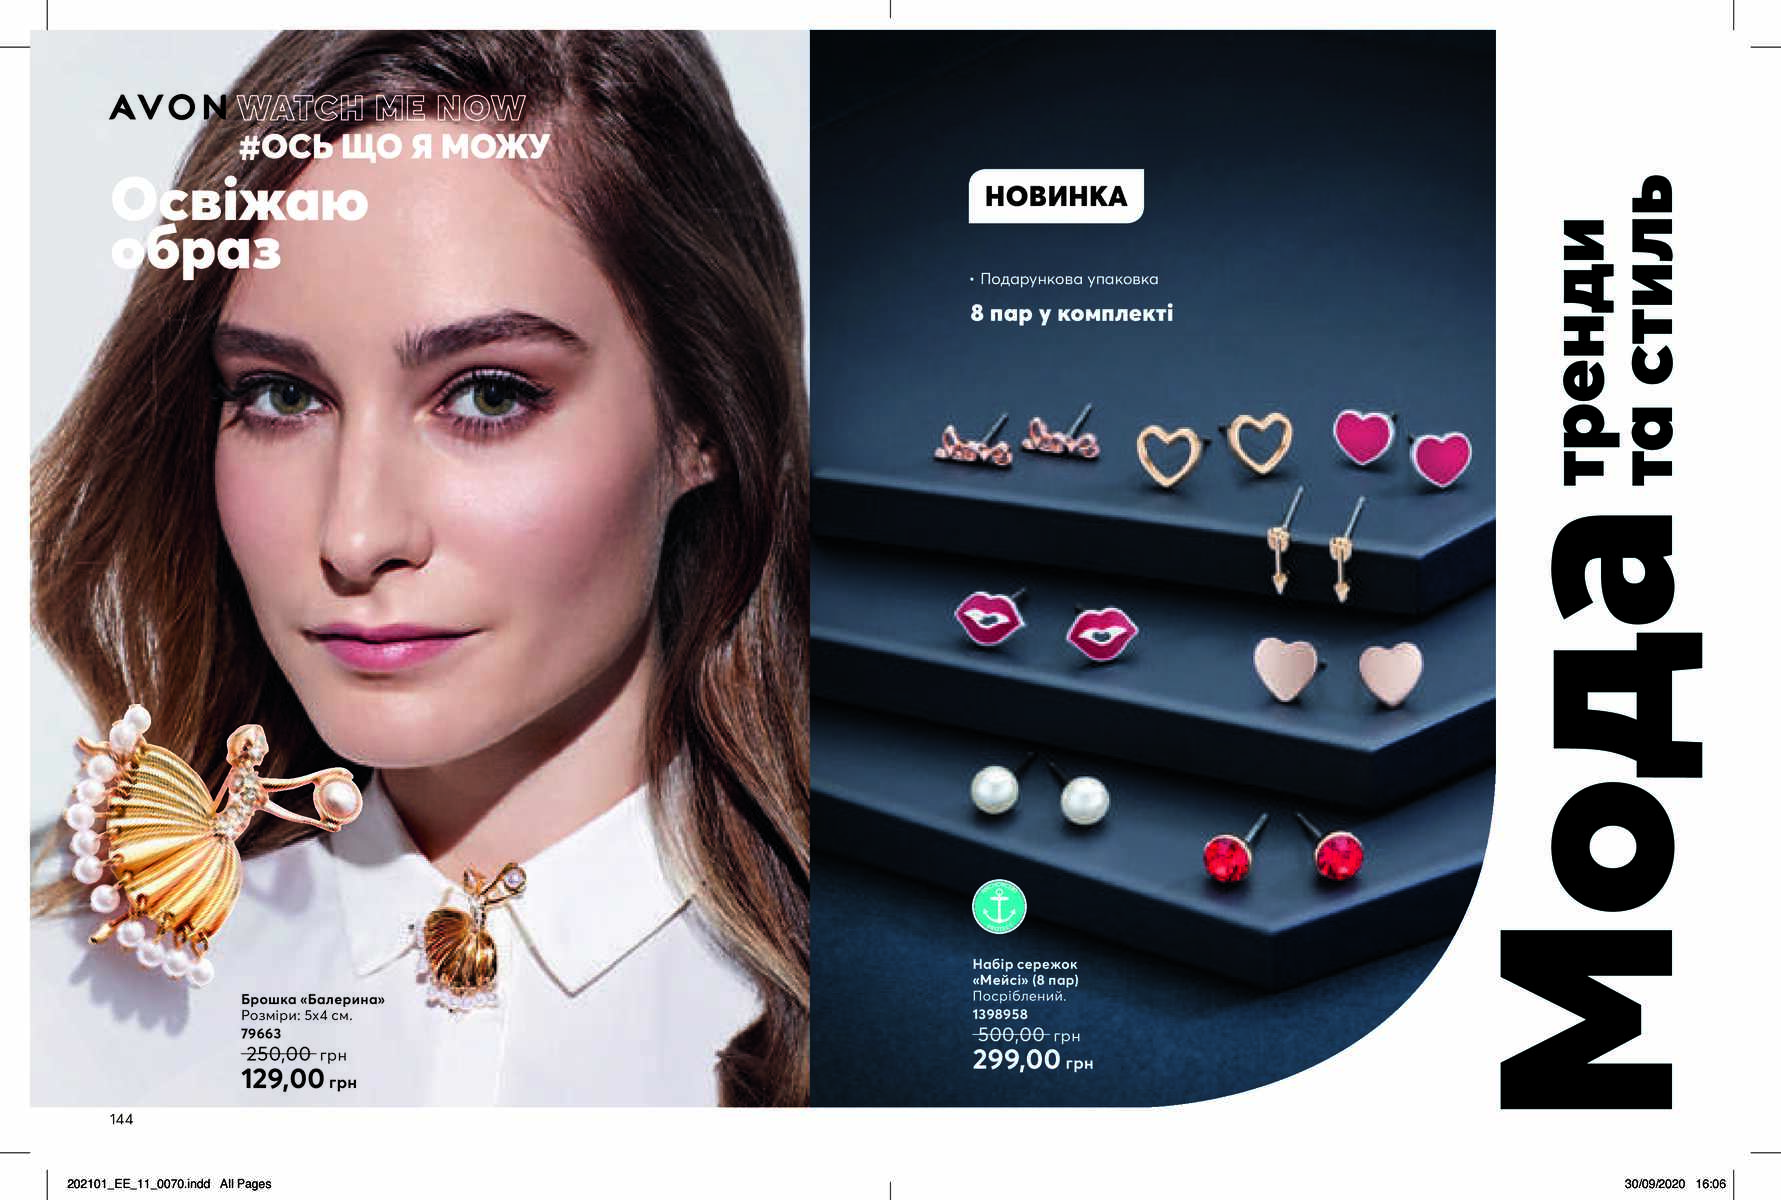 AVON WATCH ME NOW
#ОСЬ ЩО Я МОЖУ
Освіжаю
образ
Брошка «Балерина»
Розміри: 5х4 см.
79663
250,00 грн
129,00 грн
144
НОВИНКА
• Подарункова упаковка
8 пар у комплекті
Набір сережок
«Мейсі» (8 пар)
Посріблений.
1398958
500,00 грн
299,00 грн
Мода тренди
та стиль
202101_EE_11_0070.indd All Pages
30/09/2020 16:06